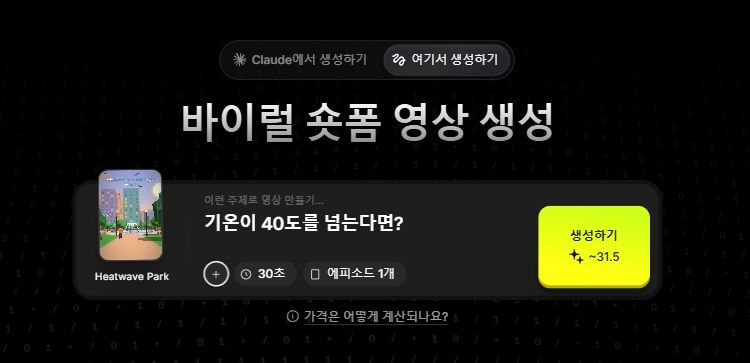 Claude에서 생성하기
여기서 생성하기
바이럴 숏폼 영상 생성
이런 주제로 영상 만들기...
기온이 40도를 넘는다면?
생성하기
~31.5
Heatwave Park
30초
에피소드 1개
가격은 어떻게 계산되나요?